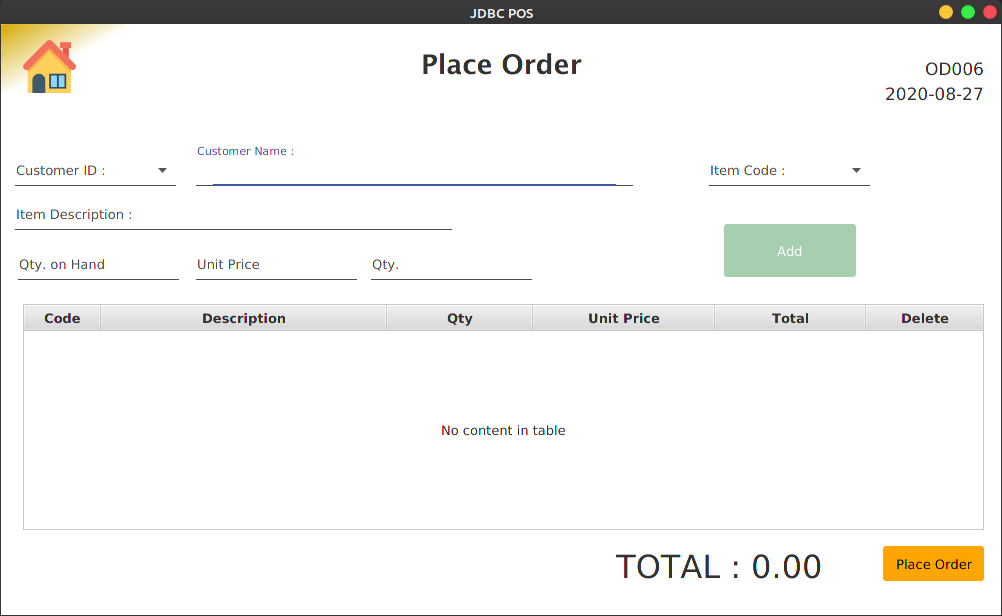 JDBC POS
Place Order
OD006
2020-08-27
Customer Name :
Customer ID :
Item Code :
Item Description :
Add
Qty. on Hand
Unit Price
Qty.
Code Description Qty Unit Price Total Delete
No content in table
TOTAL : 0.00
Place Order